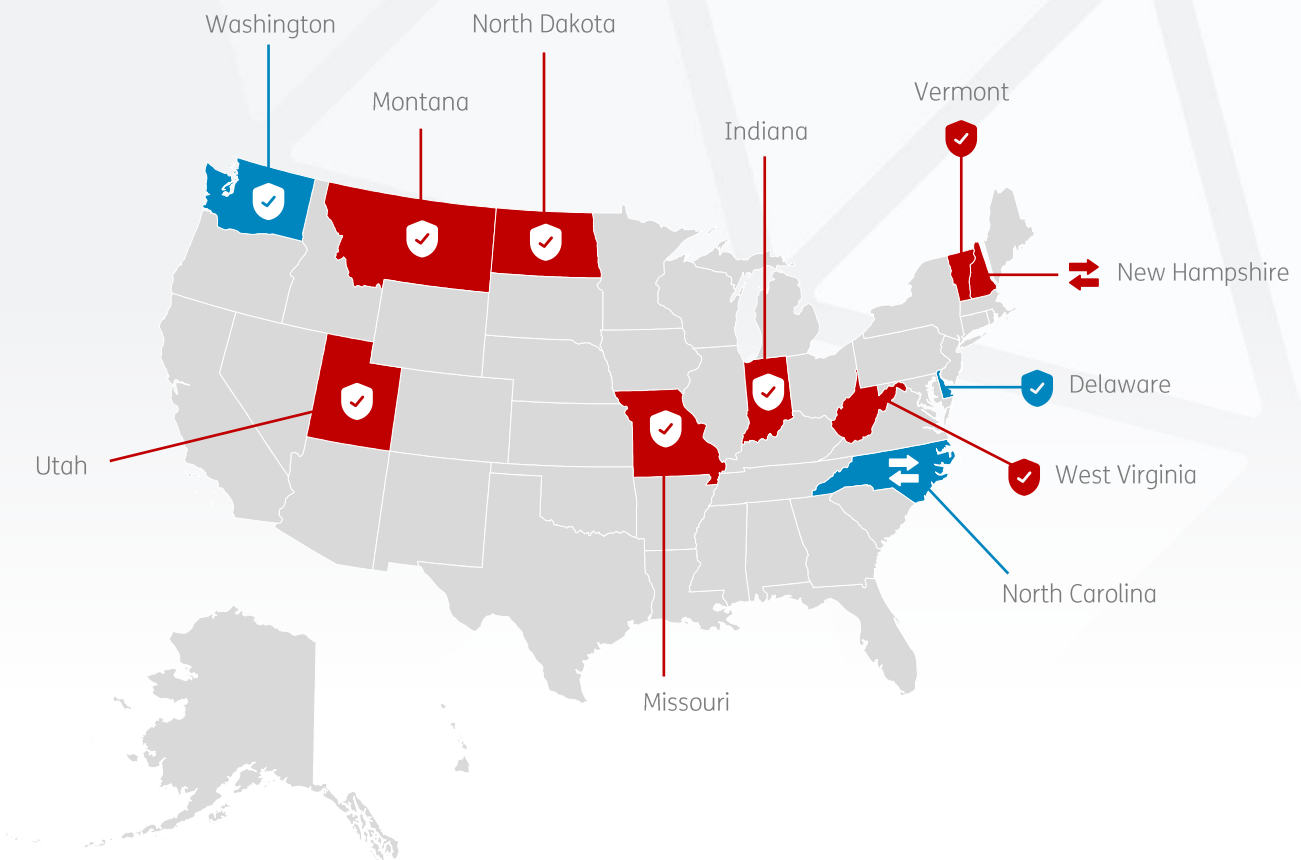 Washington
North Dakota
Montana
Vermont
Indiana
New Hampshire
Delaware
Utah
West Virginia
North Carolina
Missouri